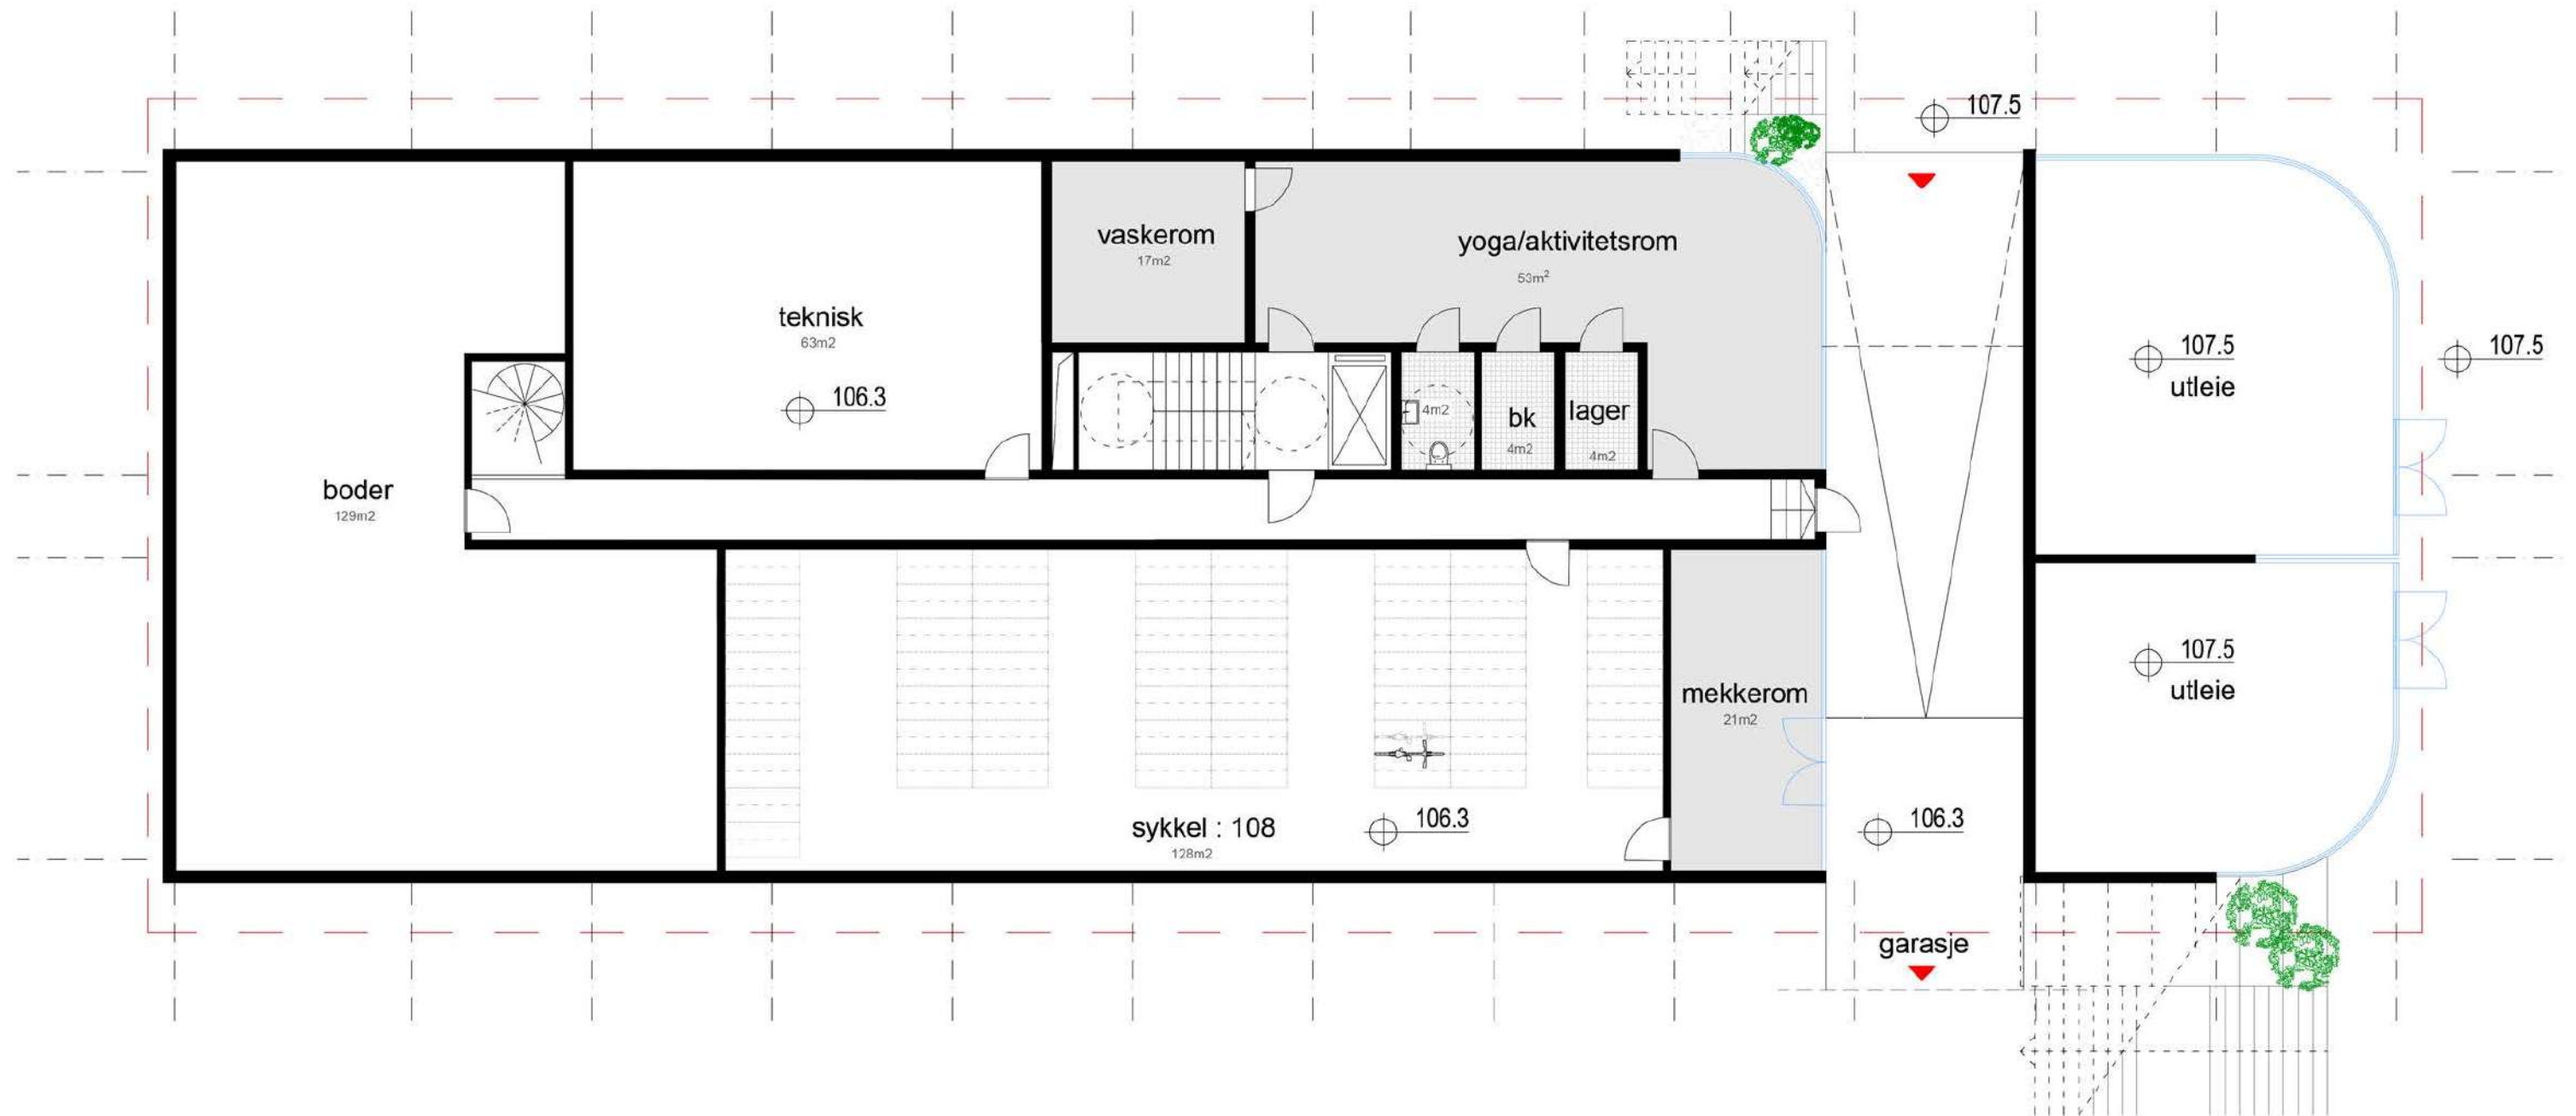 107.5
vaskerom
17m2
yoga/aktivitetsrom
53m²
teknisk
63m2
106.3
107.5
utleie
107.5
4m2
bk
4m2
lager
4m2
boder
129m2
107.5
utleie
mekkerom
21m2
sykkel : 108
128m2
106.3
106.3
garasje